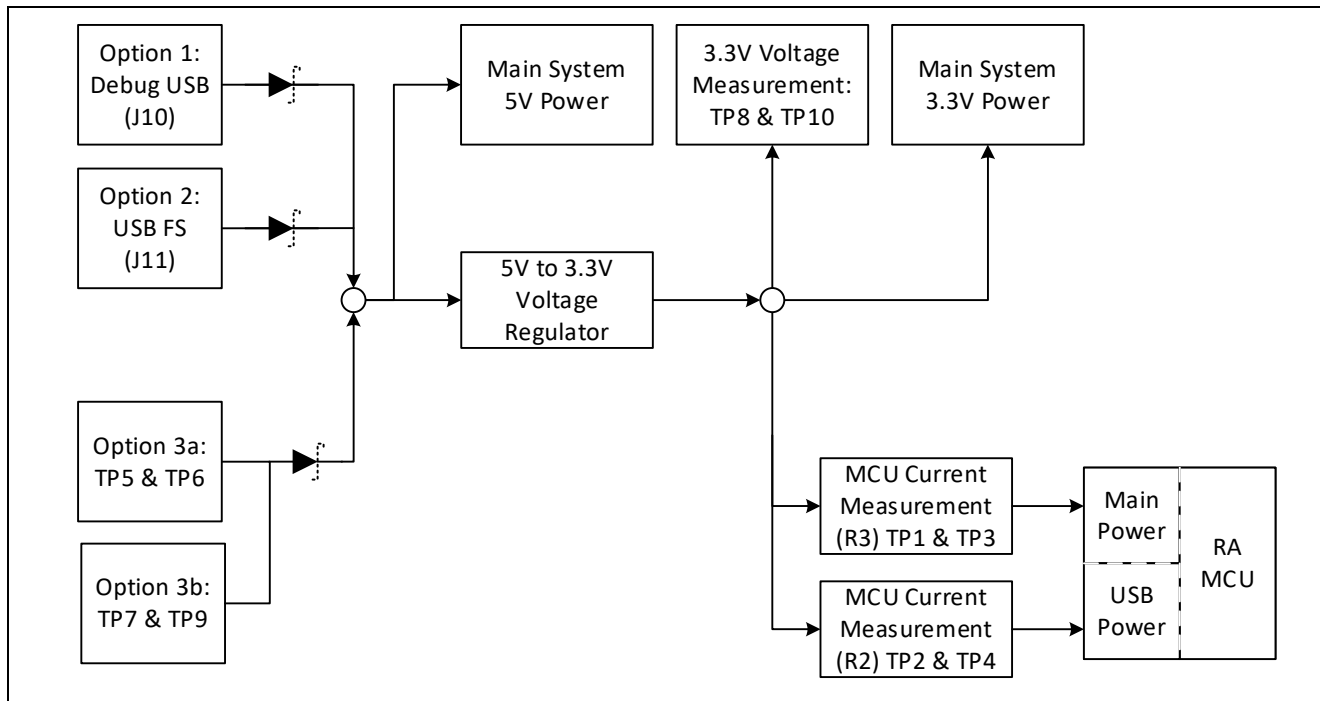 Option 1:
Debug USB
(J10)
Main System
5V Power
3.3V Voltage
Measurement:
TP8 & TP10
Main System
3.3V Power
Option 2:
USB FS
(J11)
5V to 3.3V
Voltage
Regulator
Option 3a:
TP5 & TP6
Option 3b:
TP7 & TP9
MCU Current
Measurement
(R3) TP1 & TP3
MCU Current
Measurement
(R2) TP2 & TP4
Main
Power
USB
Power
RA
MCU